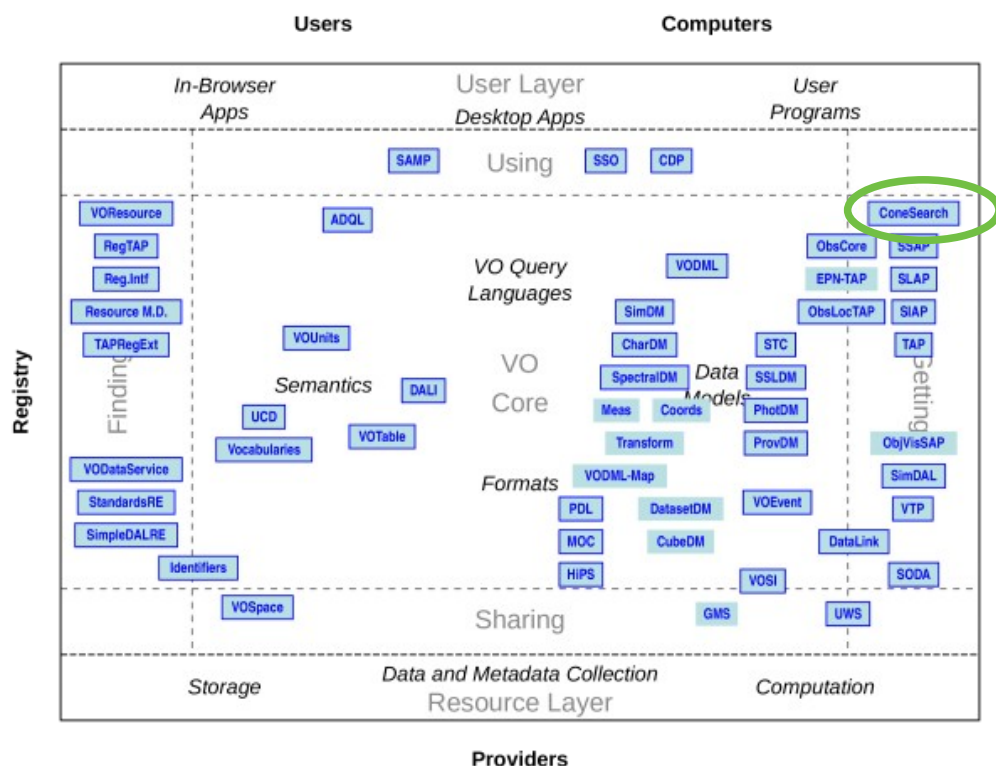 Users Computers
In-Browser Apps
User Layer
Desktop Apps
User Programs
SAMP Using SSO CDP
VOResource
RegTAP
Reg.Intf
Resource M.D.
TAPRegExt
Finding
VODataService
StandardsRE
SimpleDALRE
Identifiers
Registry
ADQL
VOUnits
Semantics
DALI
UCD
VOTable
Vocabularies
VO Query
Languages
VO
Core
Formats
VODML
SimDM
CharDM
SpectralDM
Meas Coords
Transform
VODML-Map
PDL DatasetDM
MOC CubeDM
HiPS
Data
Models
STC
SSLDM
PhotDM
ProvDM
VOEvent
VOSI
ObsCore
EPN-TAP
ObsLocTAP
DataLink
ConeSearch
SSAP
SLAP
SIAP
TAP
Getting
ObjVisSAP
SimDAL
VTP
SODA
VOSpace Sharing GMS UWS
Storage
Data and Metadata Collection
Computation
Resource Layer
Providers